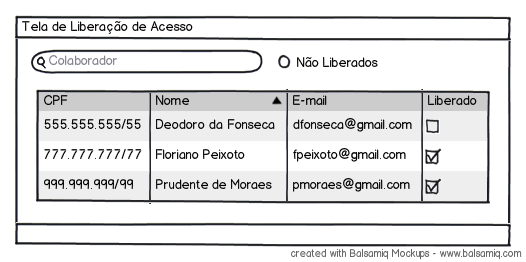 Tela de Liberação de Acesso
Colaborador
Não Liberados
CPF Nome E-mail Liberado
555.555.555/55 Deodoro da Fonseca dfonseca@gmail.com
777.777.777/77 Floriano Peixoto fpeixoto@gmail.com
999.999.999/99 Prudente de Moraes pmoraes@gmail.com
created with Balsamiq Mockups - www.balsamiq.com